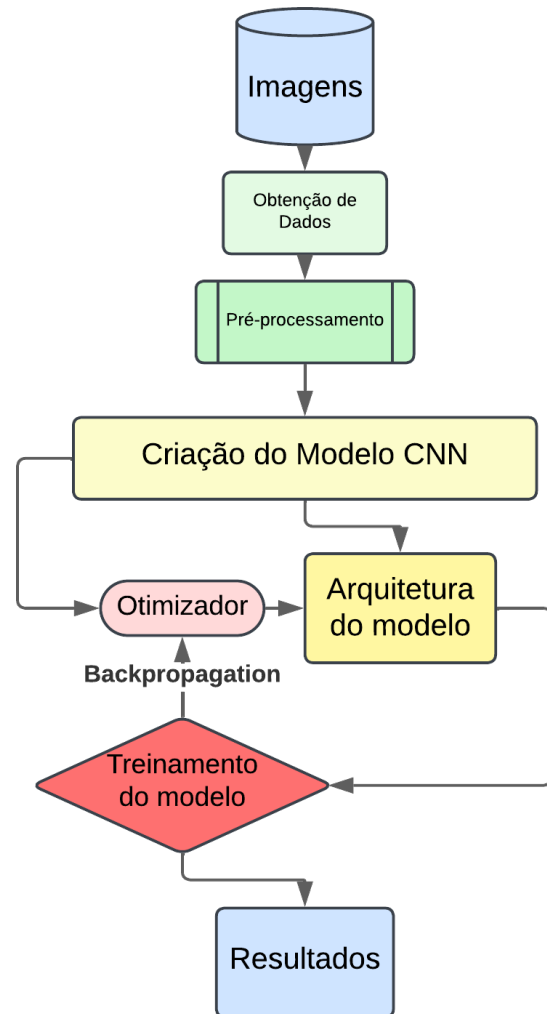 Imagens
Obtenção de
Dados
Pré-processamento
Criação do Modelo CNN
Otimizador
Arquitetura
do modelo
Backpropagation
Treinamento
do modelo
Resultados